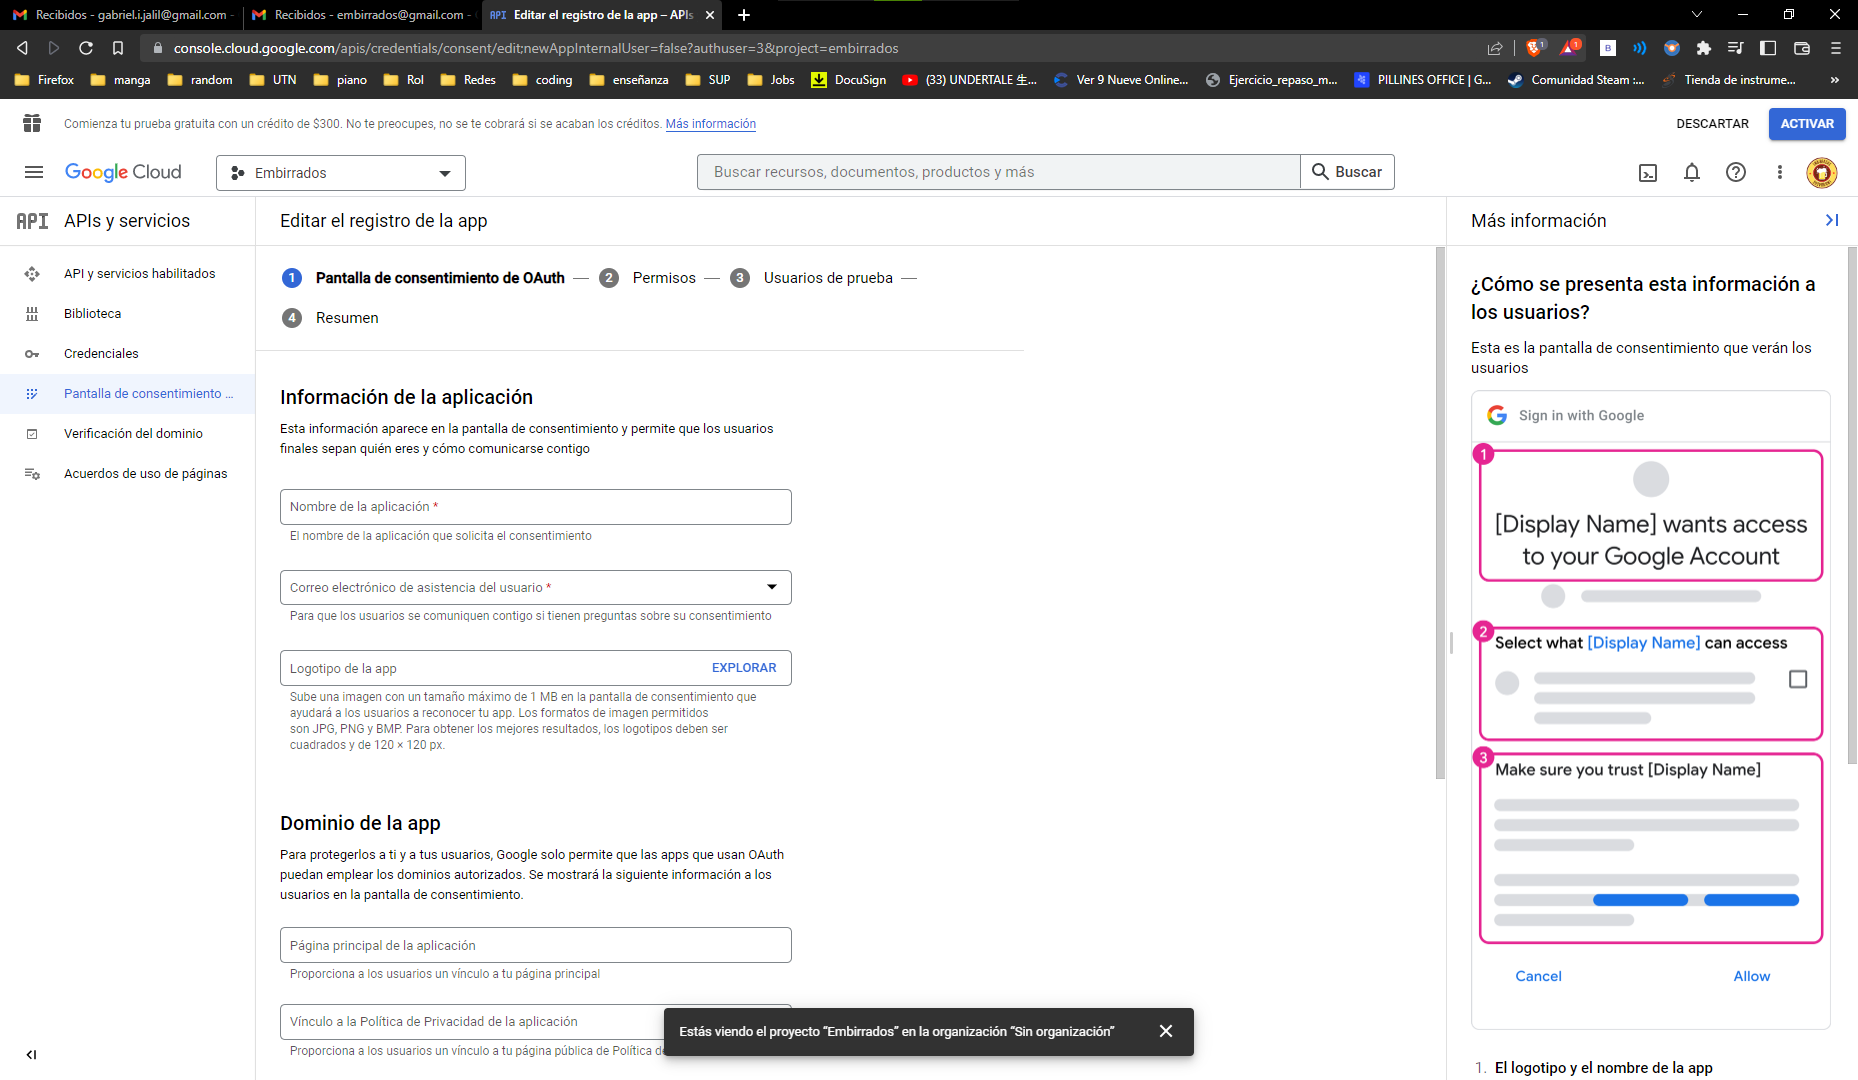 Recibidos - gabriel.i.jalil@gmail.com -
Recibidos - embirrados@gmail.com -
API Editar el registro de la app – APIs
console.cloud.google.com/apis/credentials/consent/edit;newAppInternalUser=false?authuser=3&project=embirrados
1
1
B
Firefox
manga
random
UTN
piano
Rol
Redes
coding
enseñanza
SUP
Jobs
DocuSign
(33) UNDERTALE 生...
Ver 9 Nueve Online...
Ejercicio_repaso_m...
PILLINES OFFICE | G...
Comunidad Steam :...
Tienda de instrume...
»
Comienza tu prueba gratuita con un crédito de $300. No te preocupes, no se te cobrará si se acaban los créditos. Más información
DESCARTAR
ACTIVAR
Google Cloud
Embirrados
Buscar recursos, documentos, productos y más
Buscar
API APIs y servicios
API y servicios habilitados
Biblioteca
Credenciales
Pantalla de consentimiento ...
Verificación del dominio
Acuerdos de uso de páginas
Editar el registro de la app
1 Pantalla de consentimiento de OAuth — 2 Permisos — 3 Usuarios de prueba —
4 Resumen
Información de la aplicación
Esta información aparece en la pantalla de consentimiento y permite que los usuarios
finales sepan quién eres y cómo comunicarse contigo
Nombre de la aplicación *
El nombre de la aplicación que solicita el consentimiento
Correo electrónico de asistencia del usuario *
Para que los usuarios se comuniquen contigo si tienen preguntas sobre su consentimiento
Logotipo de la app
EXPLORAR
Sube una imagen con un tamaño máximo de 1 MB en la pantalla de consentimiento que
ayudará a los usuarios a reconocer tu app. Los formatos de imagen permitidos
son JPG, PNG y BMP. Para obtener los mejores resultados, los logotipos deben ser
cuadrados y de 120 × 120 px.
Dominio de la app
Para protegerlos a ti y a tus usuarios, Google solo permite que las apps que usan OAuth
puedan emplear los dominios autorizados. Se mostrará la siguiente información a los
usuarios en la pantalla de consentimiento.
Página principal de la aplicación
Proporciona a los usuarios un vínculo a tu página principal
Vínculo a la Política de Privacidad de la aplicación
Proporciona a los usuarios un vínculo a tu página pública de Política de
Estás viendo el proyecto “Embirrados” en la organización “Sin organización”
Más información
¿Cómo se presenta esta información a
los usuarios?
Esta es la pantalla de consentimiento que verán los
usuarios
Sign in with Google
1
[Display Name] wants access
to your Google Account
2
Select what [Display Name] can access
3
Make sure you trust [Display Name]
Cancel
Allow
1. El logotipo y el nombre de la app